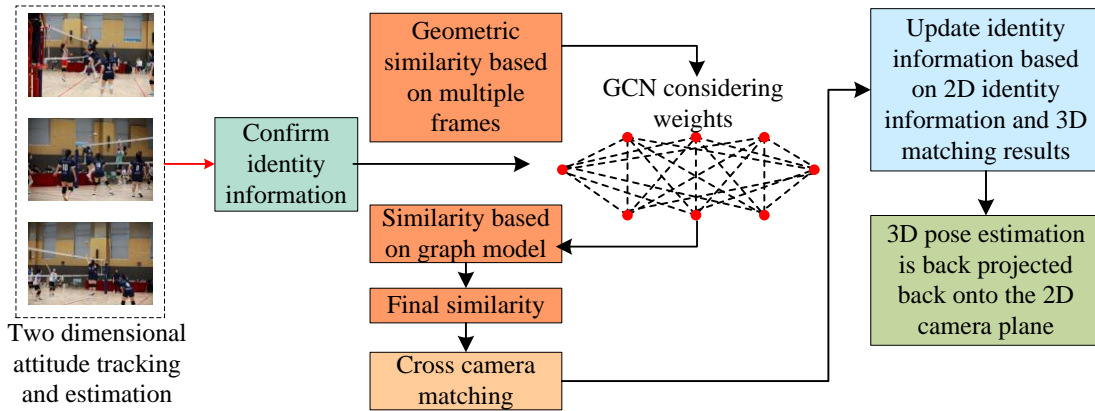 Two dimensional
attitude tracking
and estimation
Confirm
identity
information
Geometric
similarity based
on multiple
frames
GCN considering
weights
Similarity based
on graph model
Final similarity
Cross camera
matching
Update identity
information based
on 2D identity
information and 3D
matching results
3D pose estimation
is back projected
back onto the 2D
camera plane